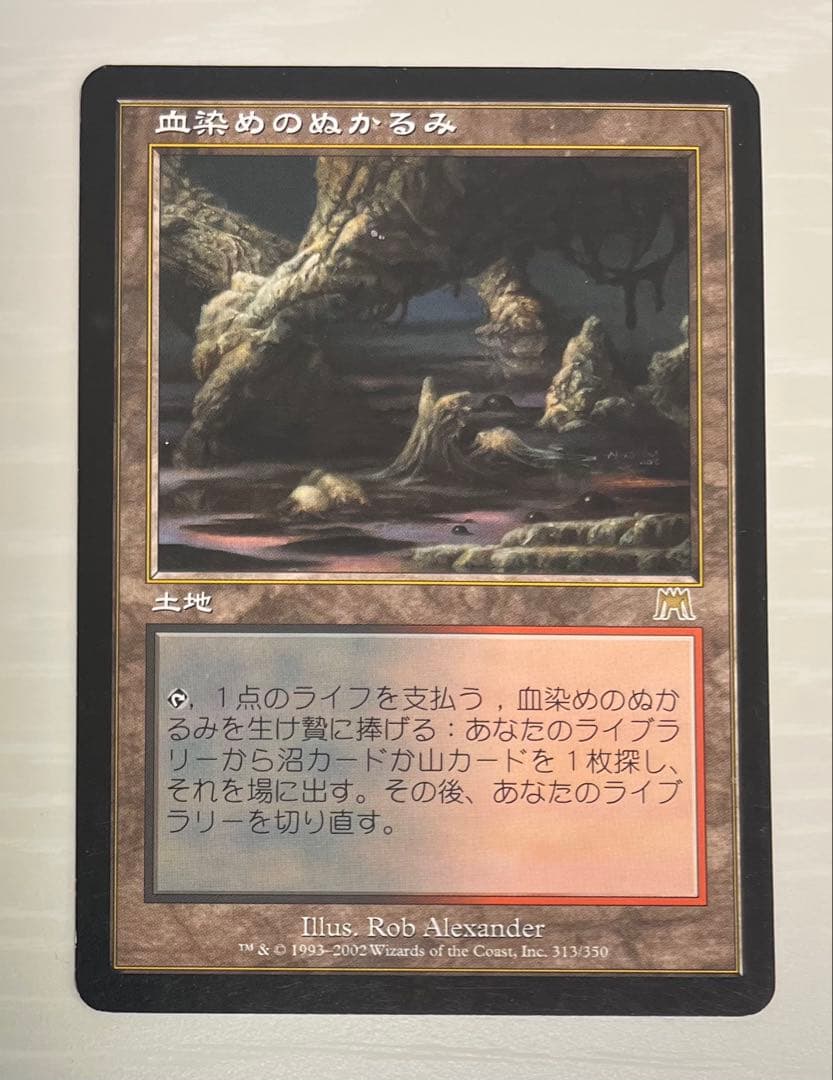 血染めのぬかるみ
土地
, 1点のライフを支払う , 血染めのぬか
るみを生け贄に捧げる：あなたのライブラ
リーから沼カードか山カードを1枚探し、
それを場に出す。その後、あなたのライブ
ラリーを切り直す。
Illus. Rob Alexander
™ & © 1993–2002 Wizards of the Coast, Inc. 313/350